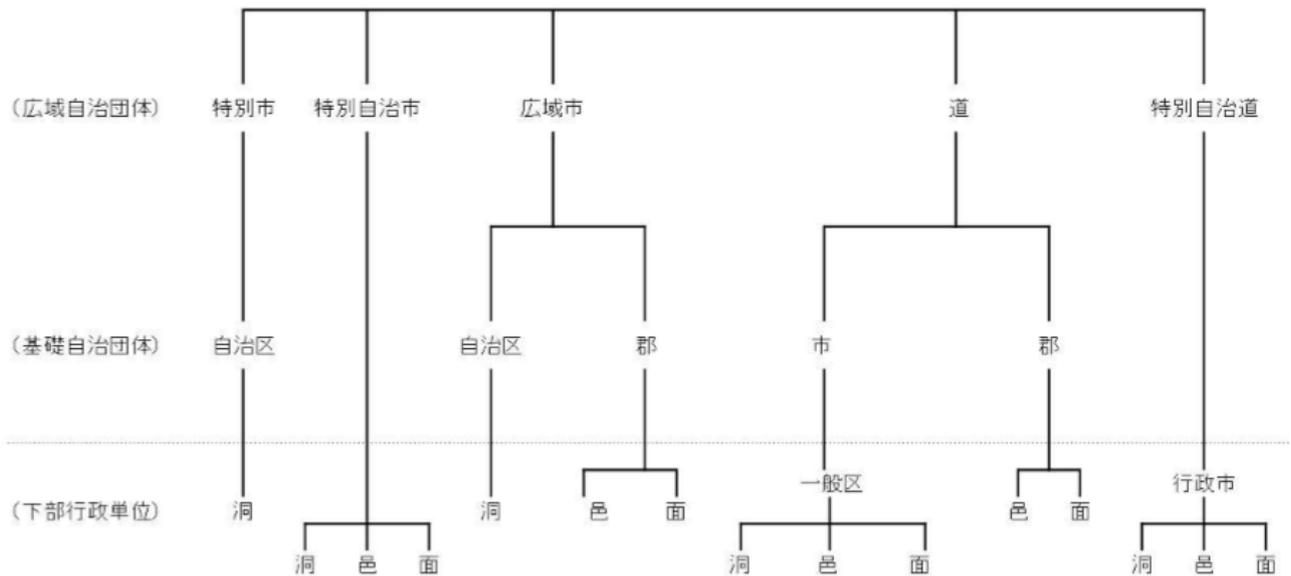 (広域自治団体) 特別市 特別自治市 広域市 道 特別自治道
(基礎自治団体) 自治区 自治区 郡 市 郡
一般区 行政市
(下部行政単位) 洞 洞 邑 面 邑 面
洞 邑 面 洞 邑 面 洞 邑 面